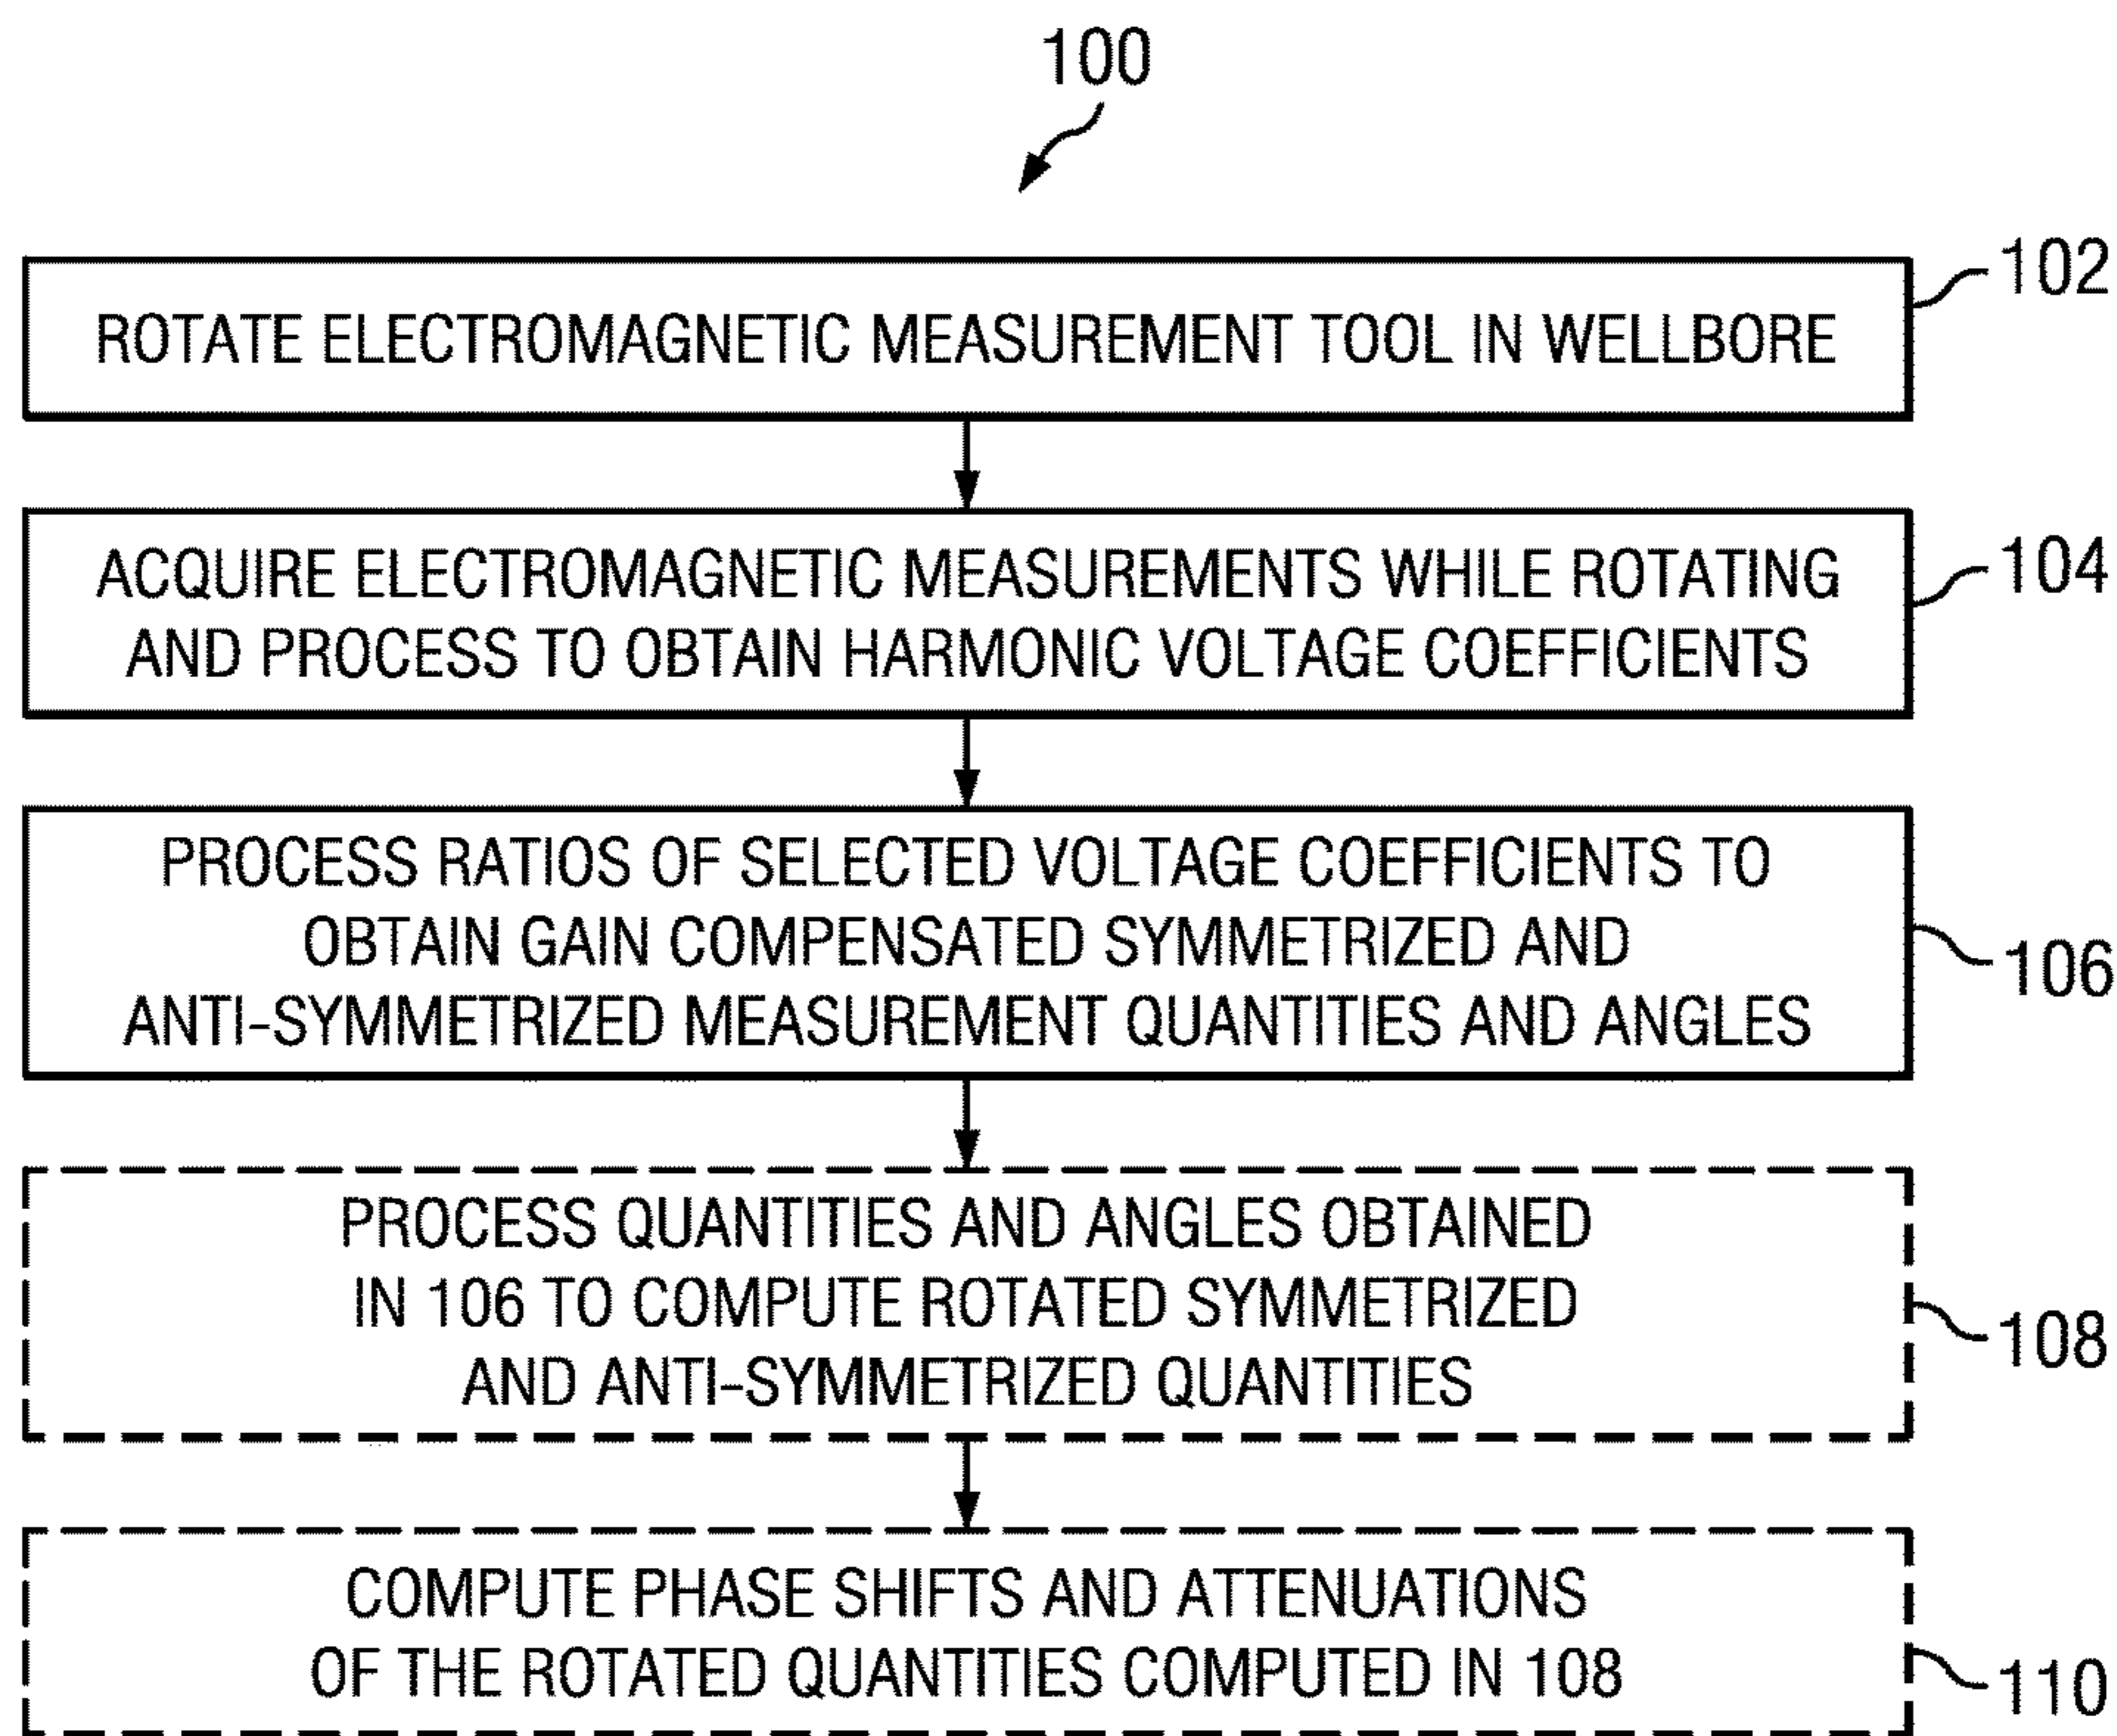 100
ROTATE ELECTROMAGNETIC MEASUREMENT TOOL IN WELLBORE
102
ACQUIRE ELECTROMAGNETIC MEASUREMENTS WHILE ROTATING
AND PROCESS TO OBTAIN HARMONIC VOLTAGE COEFFICIENTS
104
PROCESS RATIOS OF SELECTED VOLTAGE COEFFICIENTS TO
OBTAIN GAIN COMPENSATED SYMMETRIZED AND
ANTI-SYMMETRIZED MEASUREMENT QUANTITIES AND ANGLES
106
PROCESS QUANTITIES AND ANGLES OBTAINED
IN 106 TO COMPUTE ROTATED SYMMETRIZED
AND ANTI-SYMMETRIZED QUANTITIES
108
COMPUTE PHASE SHIFTS AND ATTENUATIONS
OF THE ROTATED QUANTITIES COMPUTED IN 108
110